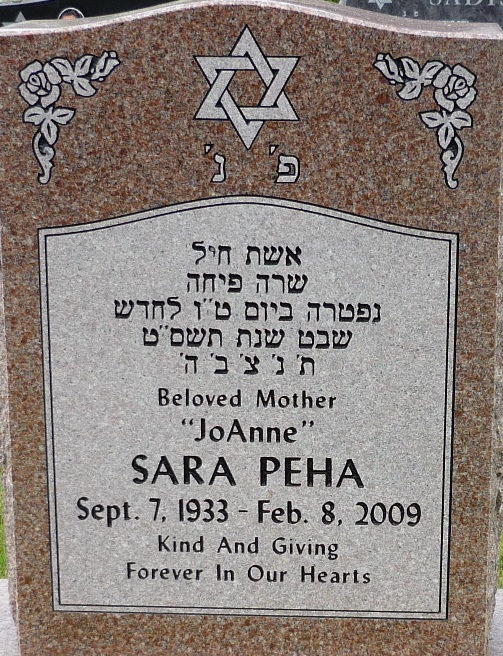 פ׳ נ׳
אשת חיל
שרה פיחה
נפטרה ביום ט״ו לחדש
שבט שנת תשס״ט
ת׳ נ׳ צ׳ ב׳ ה׳
Beloved Mother
"JoAnne"
SARA PEHA
Sept. 7, 1933 - Feb. 8, 2009
Kind And Giving
Forever In Our Hearts